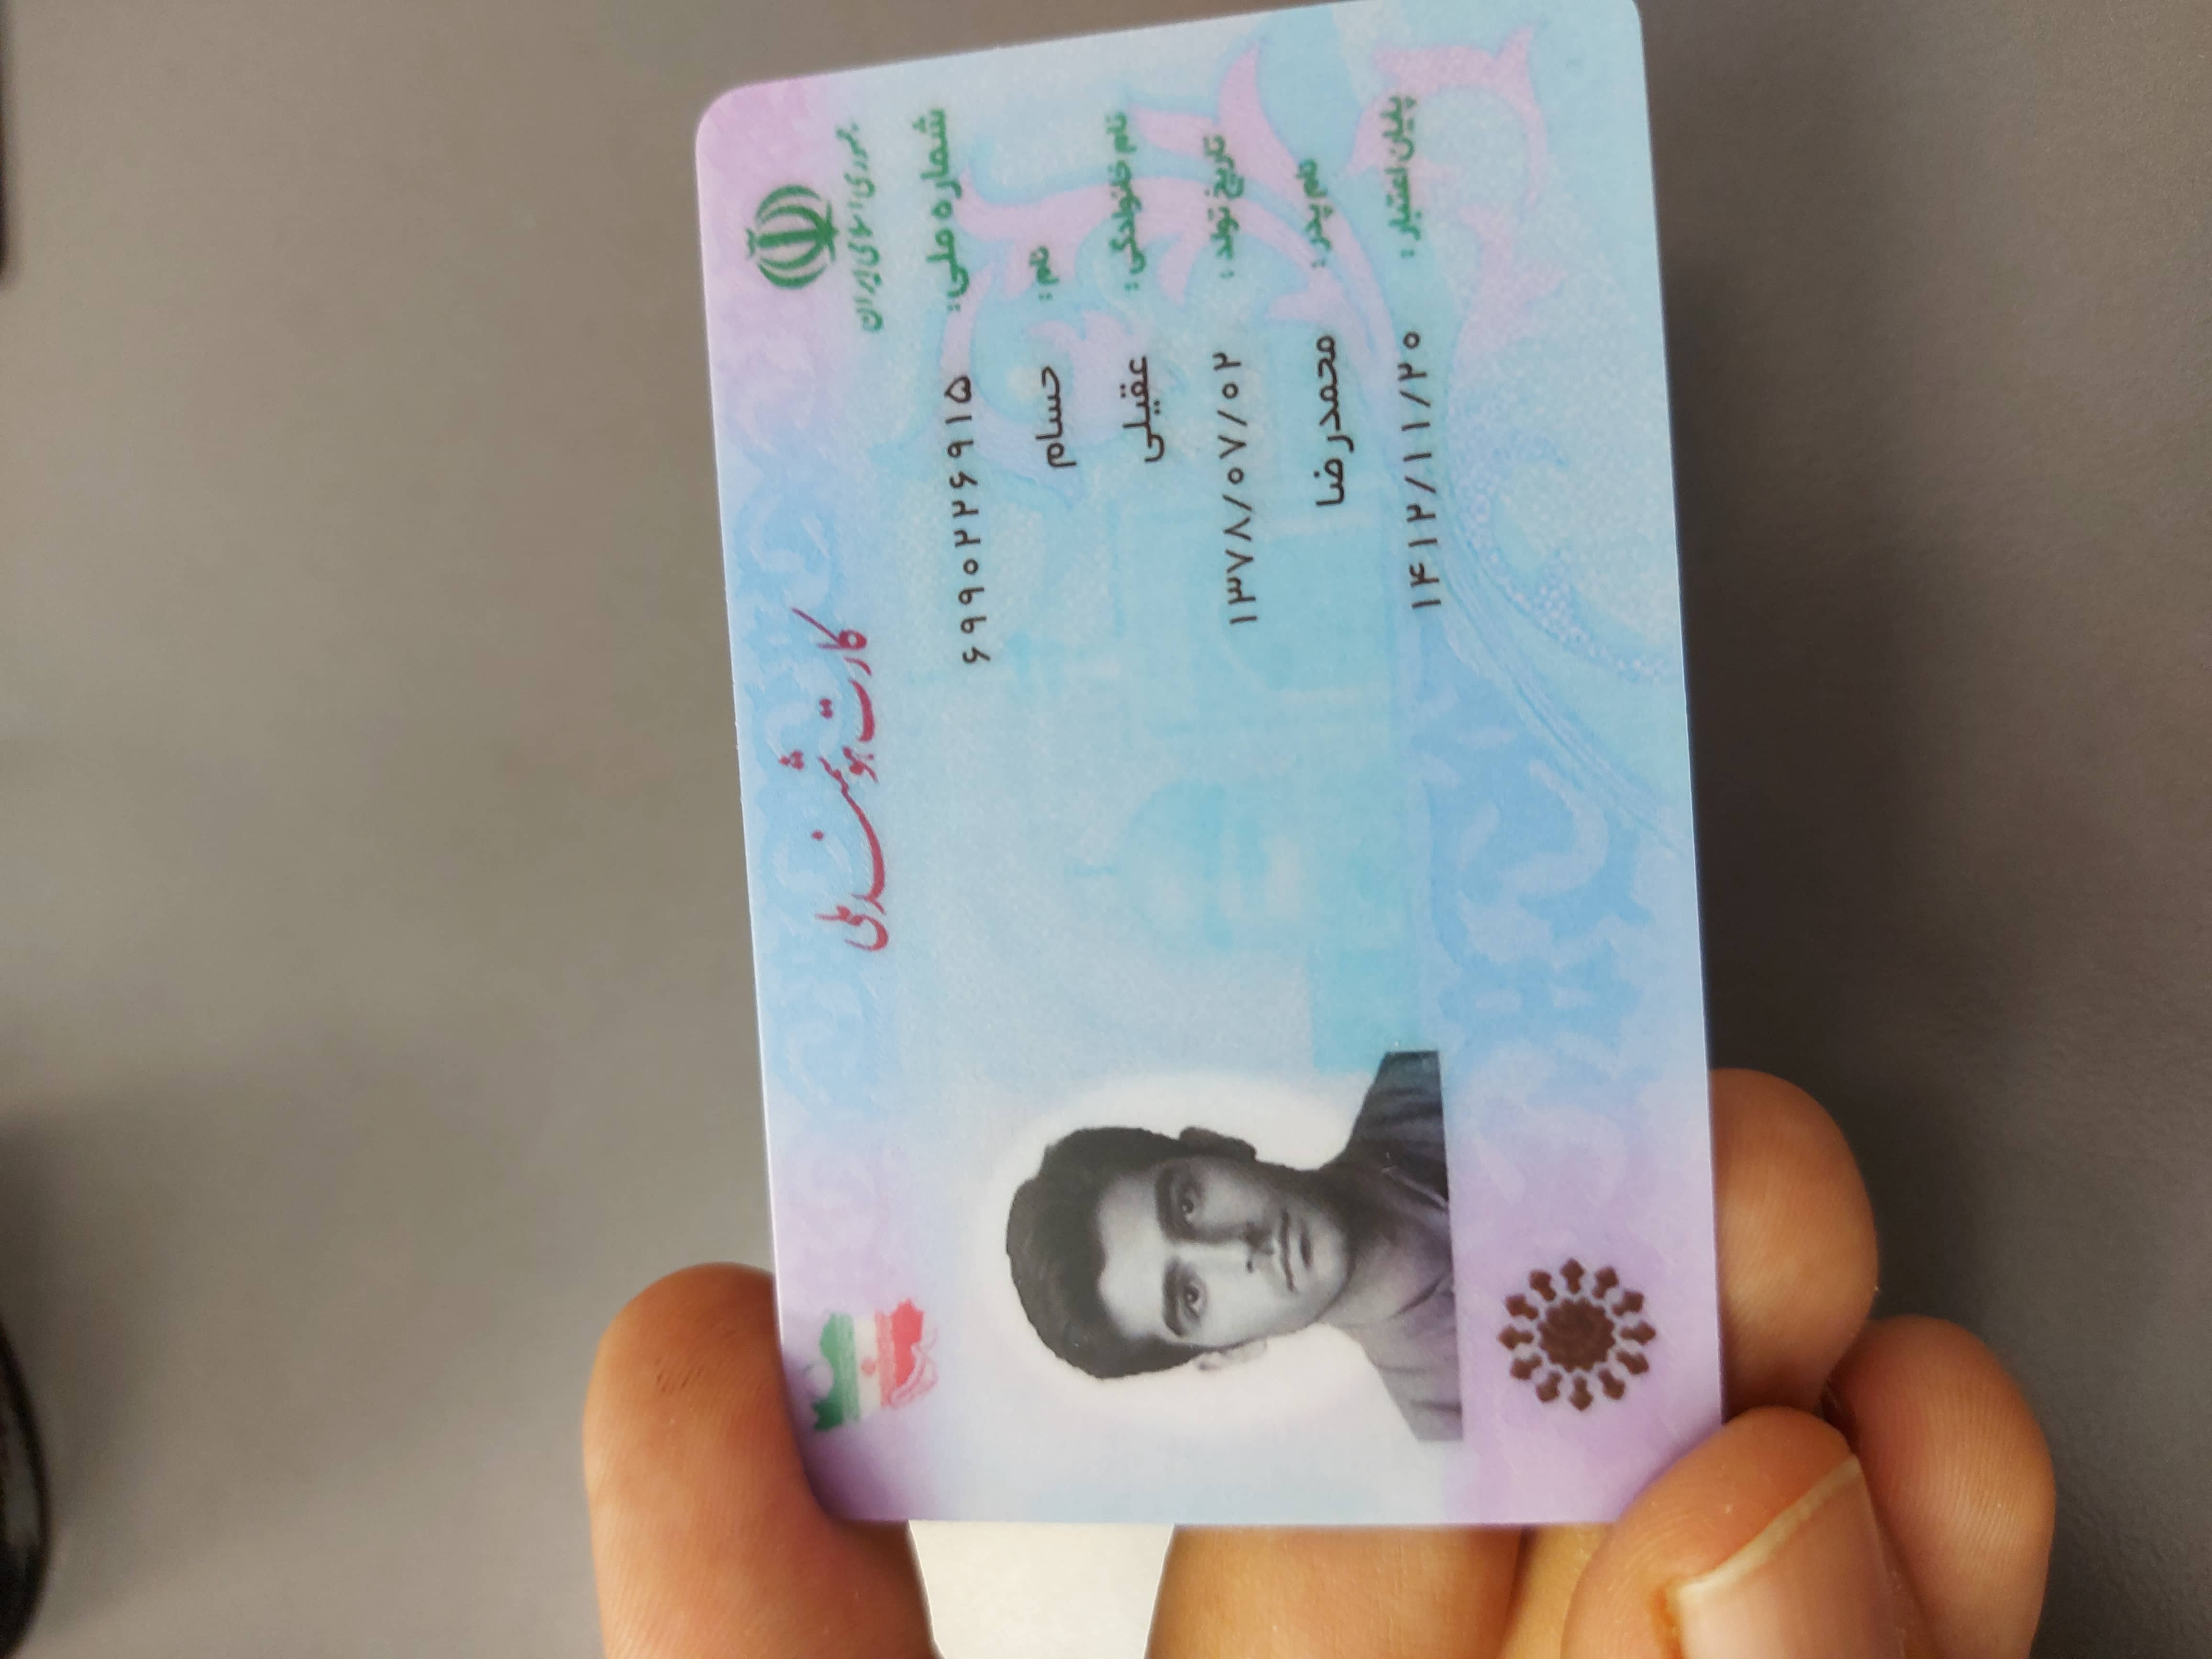 جمهوری اسلامی ایران
کارت هوشمند ملی
شماره ملی: ۶۹۹۰۲۲۶۹۱۵
نام: حسام
نام خانوادگی: عقیلی
تاریخ تولد: ۱۳۷۸/۰۷/۰۲
نام پدر: محمدرضا
پایان اعتبار: ۱۴۱۲/۱۱/۲۰